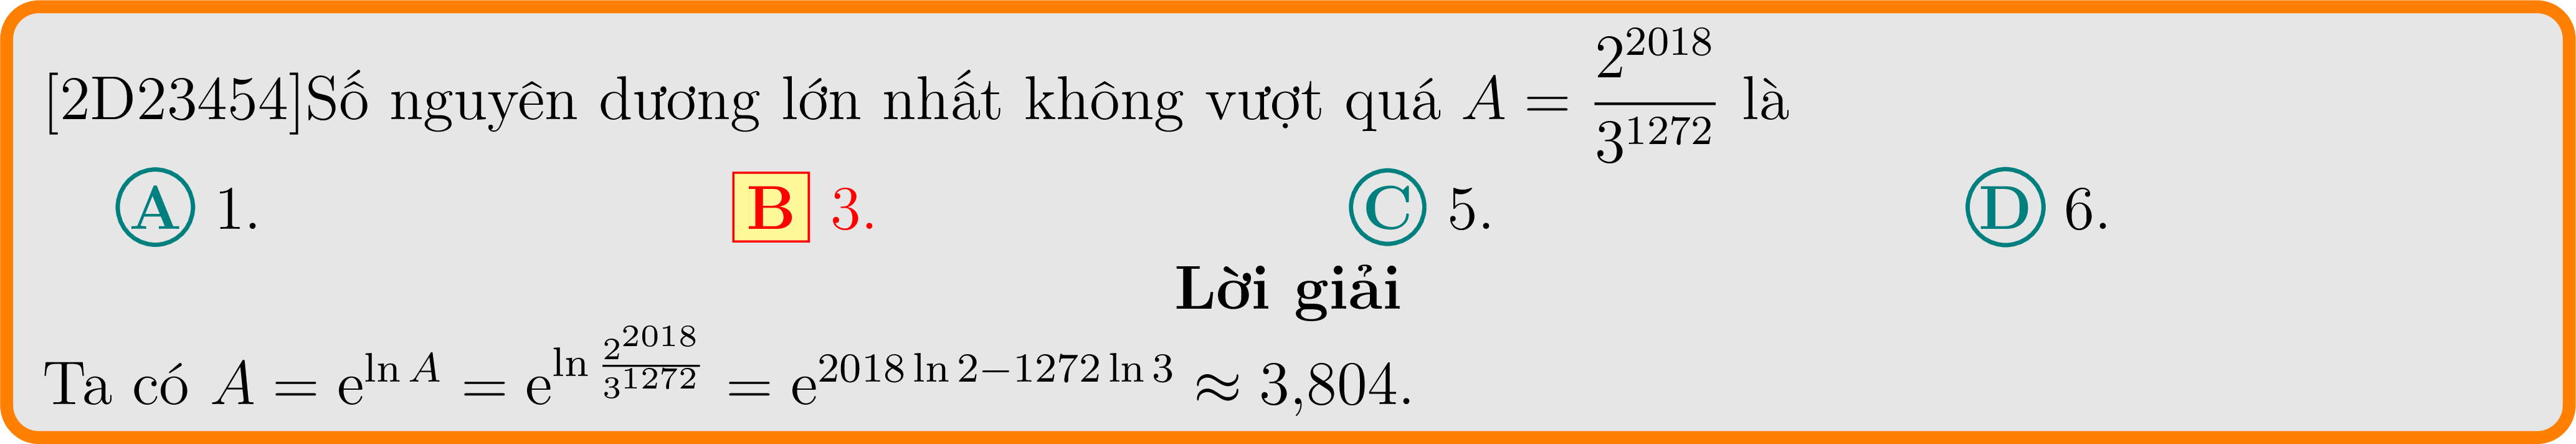 [2D23454]Số nguyên dương lớn nhất không vượt quá $A = \dfrac{2^{2018}}{3^{1272}}$ là
A 1. B 3. C 5. D 6.
Lời giải
Ta có $A = \mathrm{e}^{\ln A} = \mathrm{e}^{\ln \frac{2^{2018}}{3^{1272}}} = \mathrm{e}^{2018 \ln 2 - 1272 \ln 3} \approx 3{,}804.$